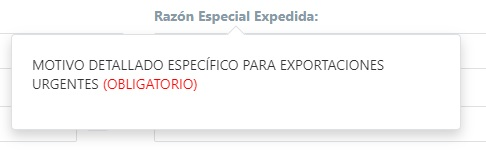 Razón Especial Expedida:
MOTIVO DETALLADO ESPECÍFICO PARA EXPORTACIONES
URGENTES (OBLIGATORIO)